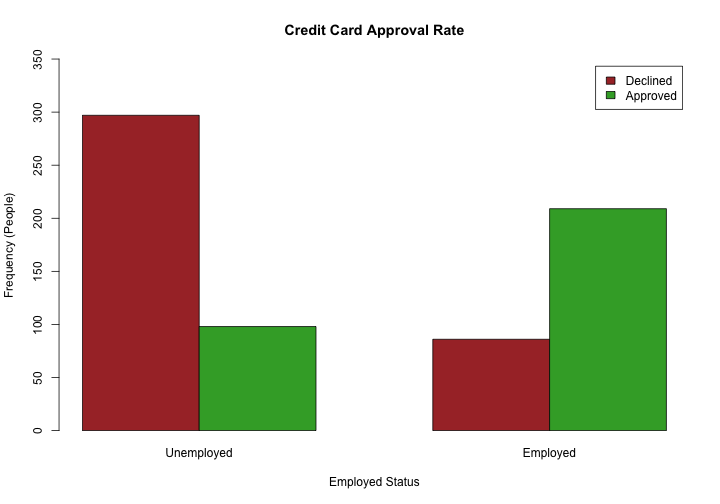 Credit Card Approval Rate
Declined
Approved
Frequency (People)
350
300
250
200
150
100
50
0
Unemployed
Employed
Employed Status